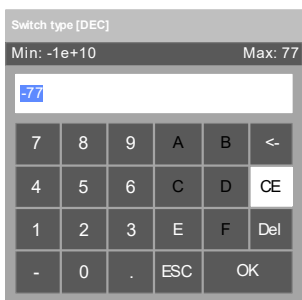 Switch type [DEC]
Min: -1e+10 Max: 77
-77
7 8 9 A B <-
4 5 6 C D CE
1 2 3 E F Del
- 0 . ESC OK